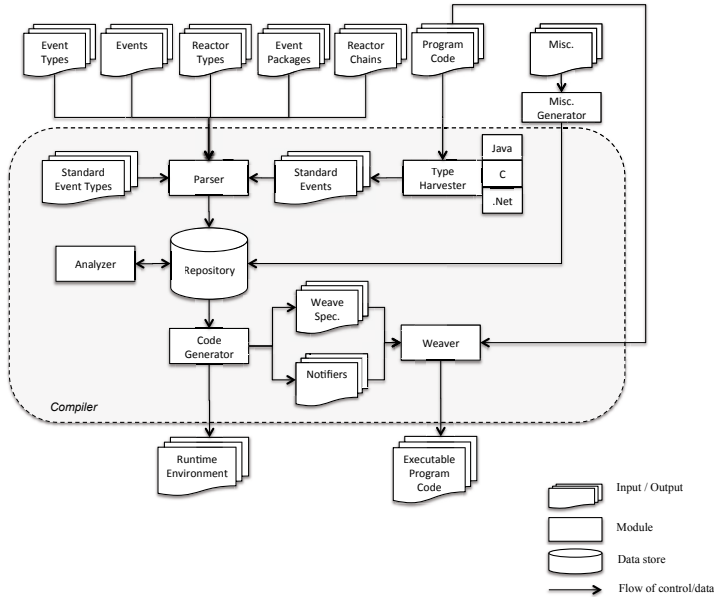 Event
Types
Events
Reactor
Types
Event
Packages
Reactor
Chains
Program
Code
Misc.
Misc.
Generator
Standard
Event Types
Parser
Standard
Events
Type
Harvester
Java
C
.Net
Analyzer
Repository
Weave
Spec.
Code
Generator
Weaver
Notifiers
Compiler
Runtime
Environment
Executable
Program
Code
Input / Output
Module
Data store
Flow of control/data